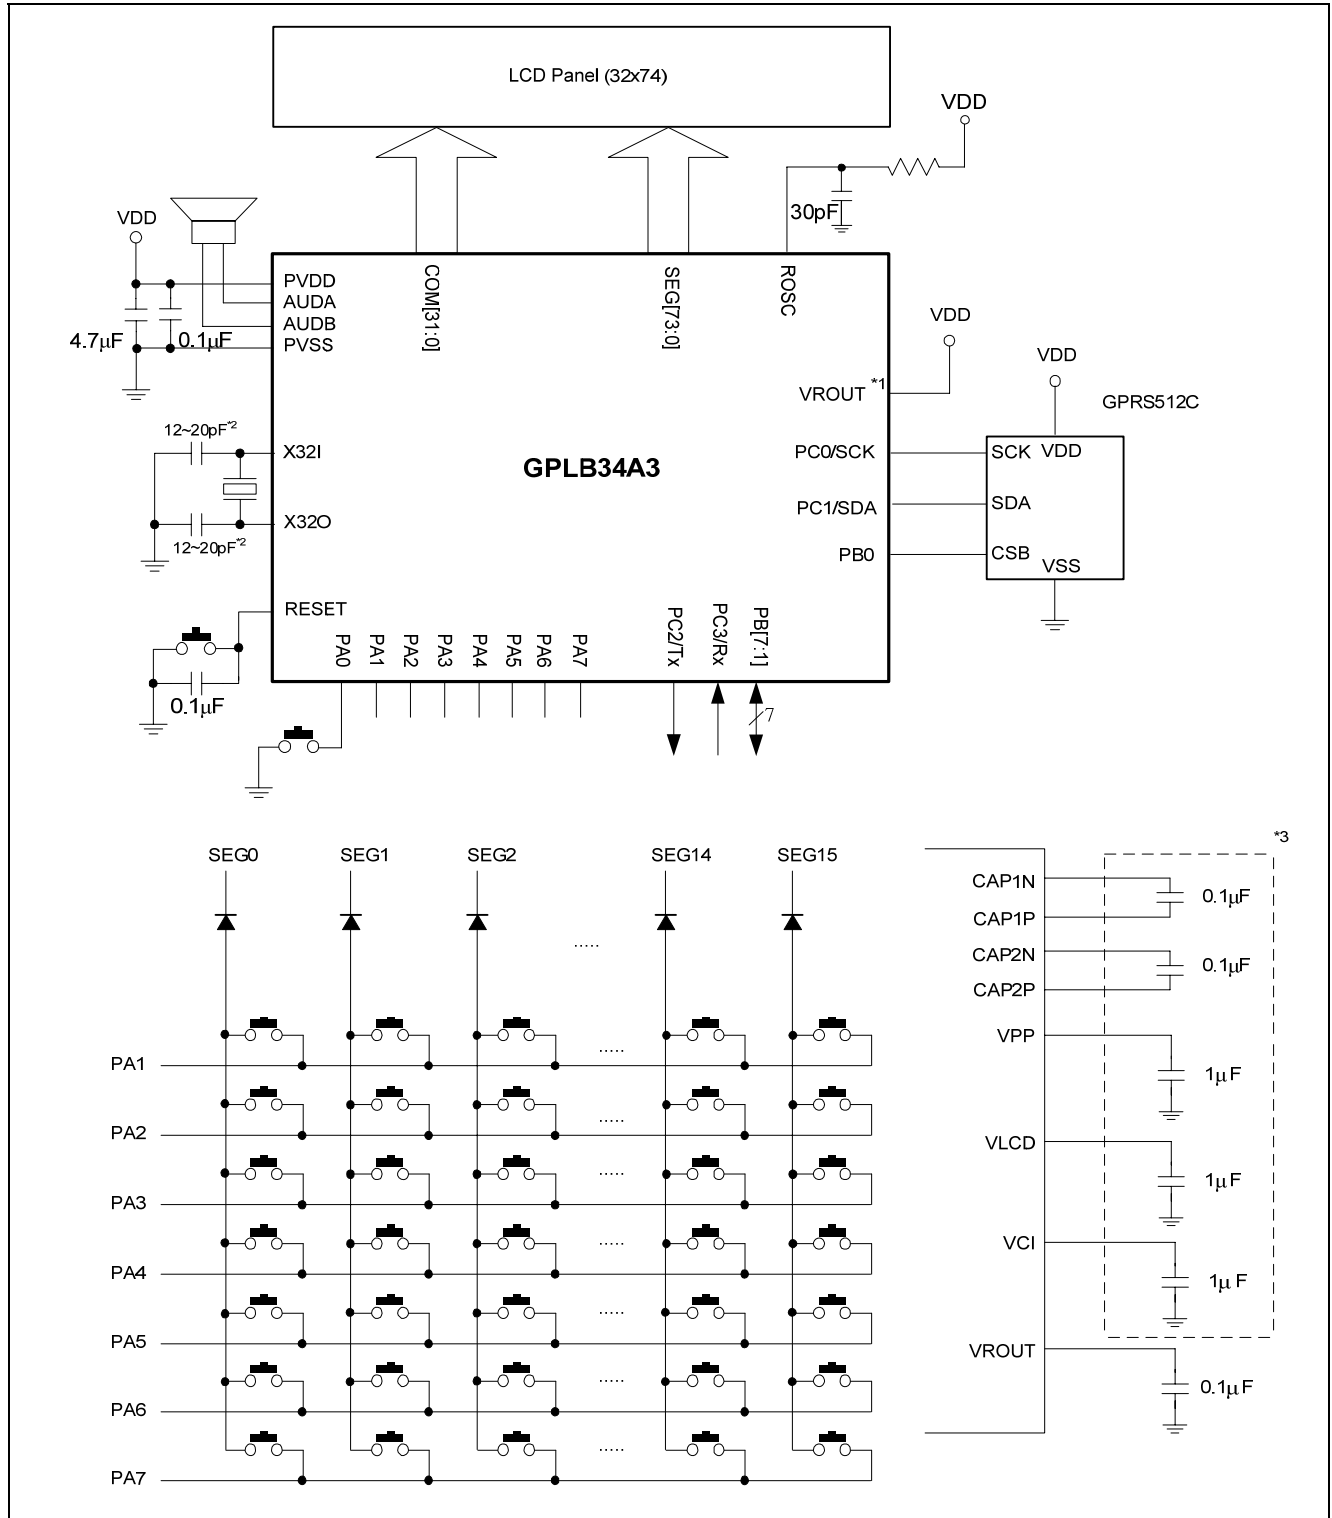 LCD Panel (32x74)
VDD
30pF
VDD
4.7µF
0.1µF
PVDD
AUDA
AUDB
PVSS
COM[31:0]
SEG[73:0]
ROSC
VDD
VROUT *1
VDD
GPRS512C
12~20pF*2
X32I
X32O
12~20pF*2
GPLB34A3
PC0/SCK
PC1/SDA
PB0
SCK
VDD
SDA
CSB
VSS
RESET
0.1µF
PA0
PA1
PA2
PA3
PA4
PA5
PA6
PA7
PC2/Tx
PC3/Rx
PB[7:1]
7
SEG0
SEG1
SEG2
SEG14
SEG15
.....
PA1
.....
PA2
.....
PA3
.....
PA4
.....
PA5
.....
PA6
.....
PA7
.....
*3
CAP1N
0.1µF
CAP1P
CAP2N
0.1µF
CAP2P
VPP
1µF
VLCD
1µF
VCI
1µF
VROUT
0.1µF